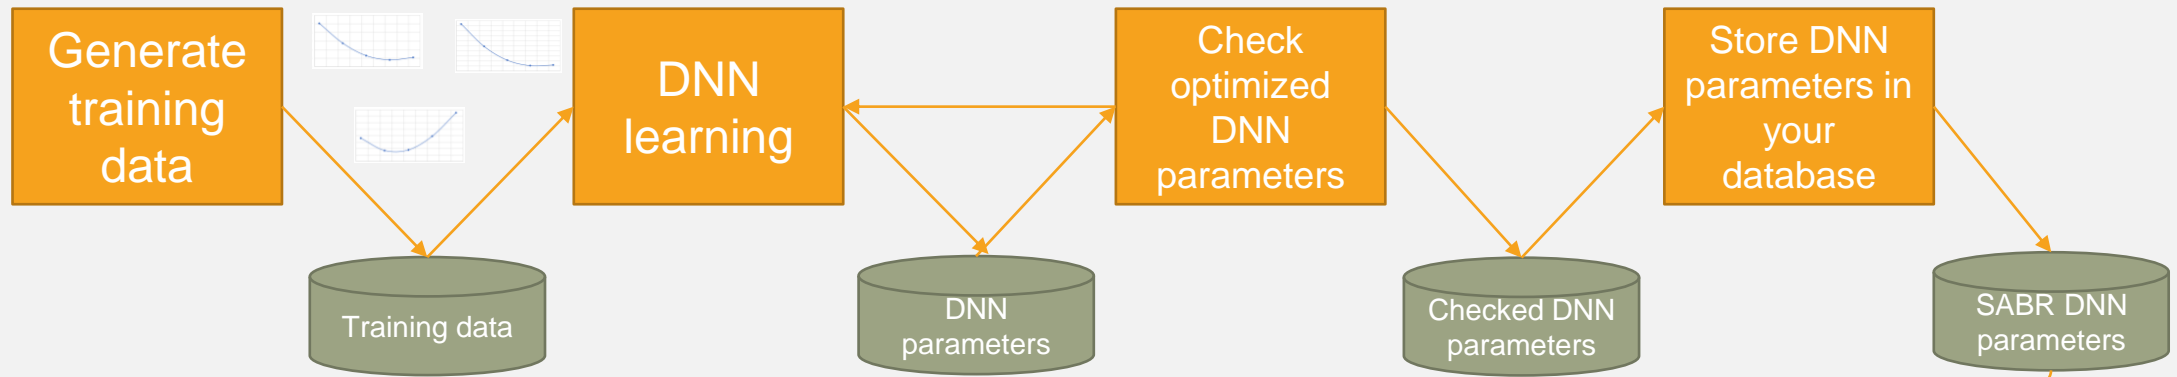 Generate
training
data
DNN
learning
Check
optimized
DNN
parameters
Store DNN
parameters in
your
database
Training data
DNN
parameters
Checked DNN
parameters
SABR DNN
parameters